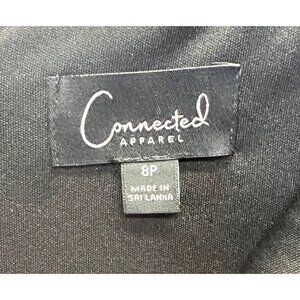 Connected
APPAREL
8P
MADE IN
SRI LANKA